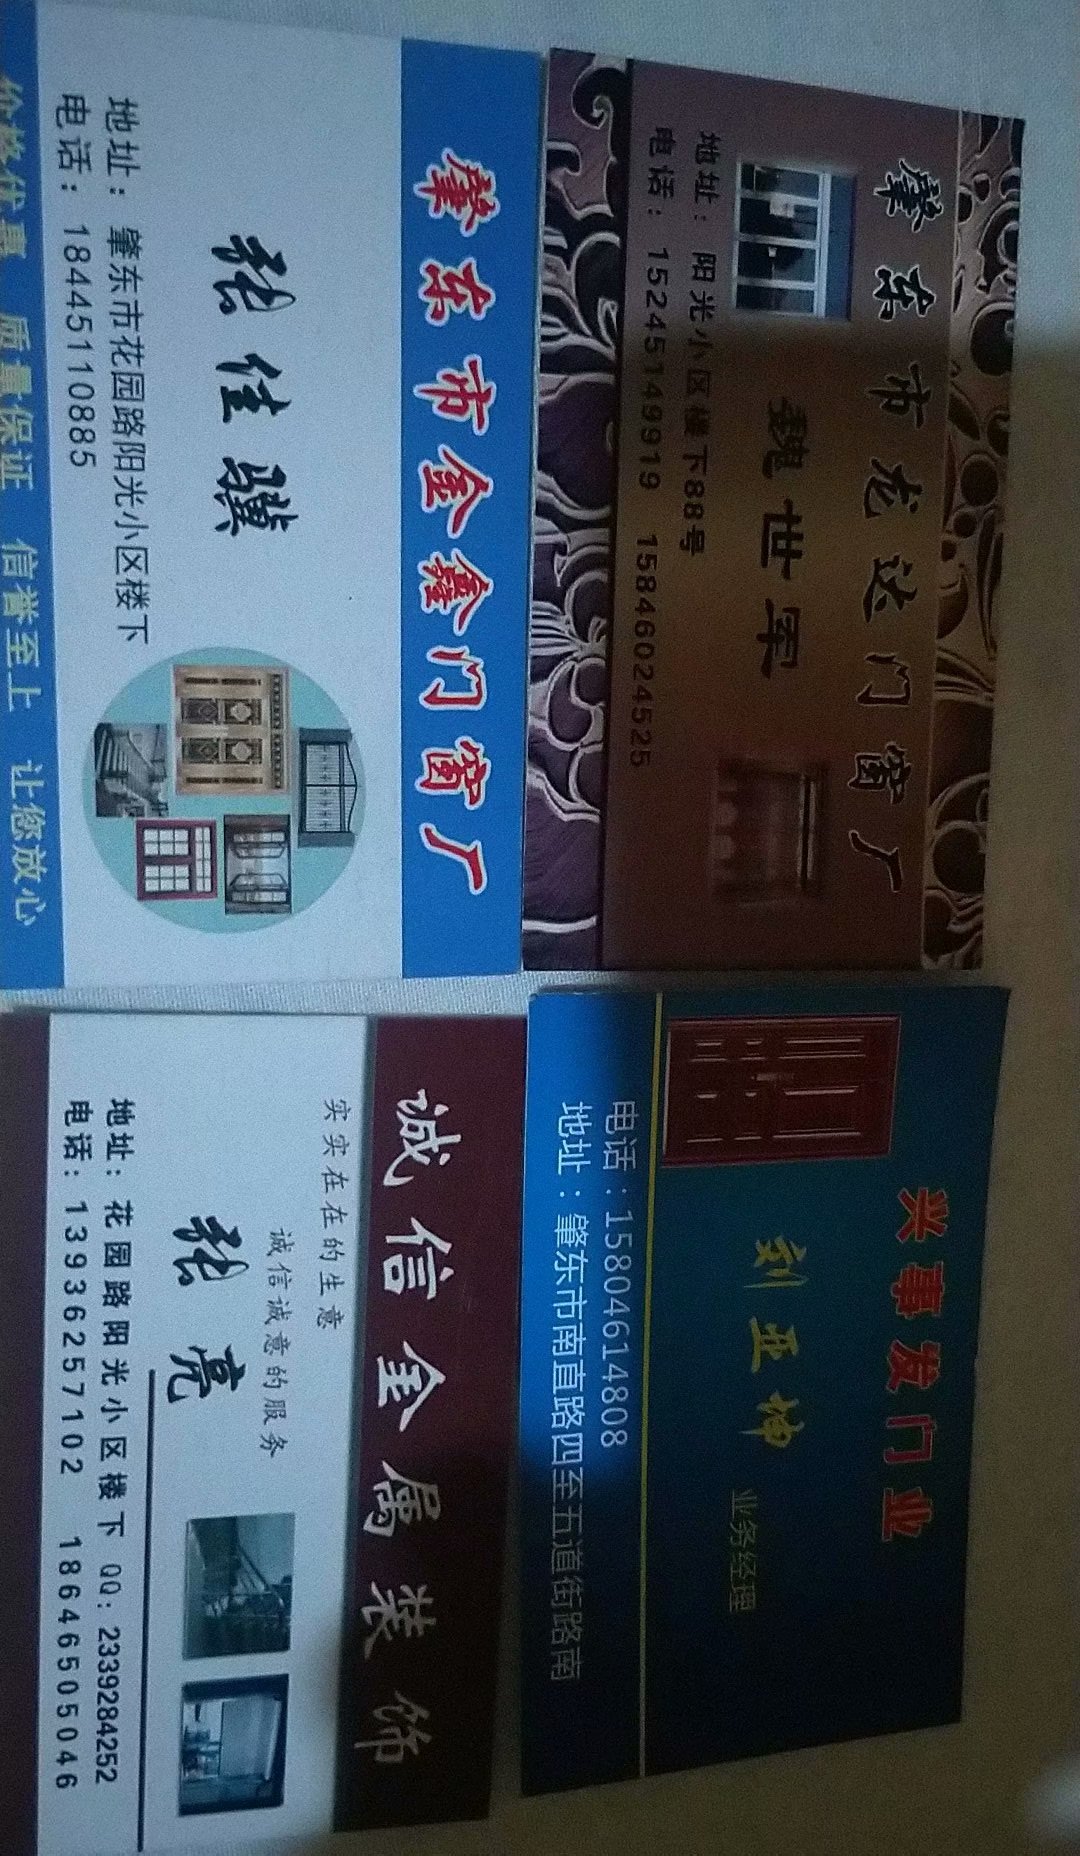 肇东市龙达门窗厂
魏世军
地址：阳光小区楼下88号
电话：15245149919 15846024525
肇东市金鑫门窗厂
张佳骥
地址：肇东市花园路阳光小区楼下
电话：18445110885
价格优惠 质量保证 信誉至上 让您放心
兴事发门业
刘亚坤
业务经理
电话：15804614808
地址：肇东市南直路四至五道街路南
诚信金属装饰
实实在在的生意
诚信诚意的服务
张亮
地址：花园路阳光小区楼下 QQ：2339284252
电话：13936257102 18646505046